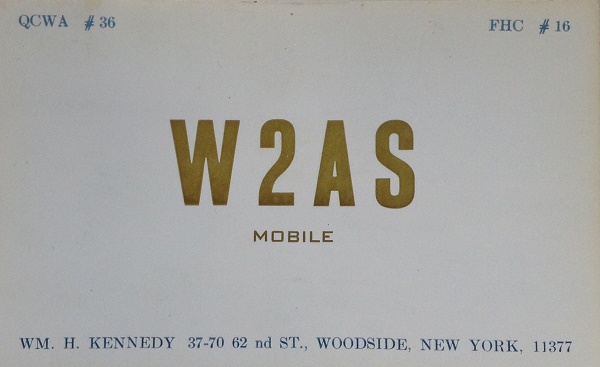 QCWA # 36 FHC # 16
W2AS
MOBILE
WM. H. KENNEDY 37-70 62 nd ST., WOODSIDE, NEW YORK, 11377